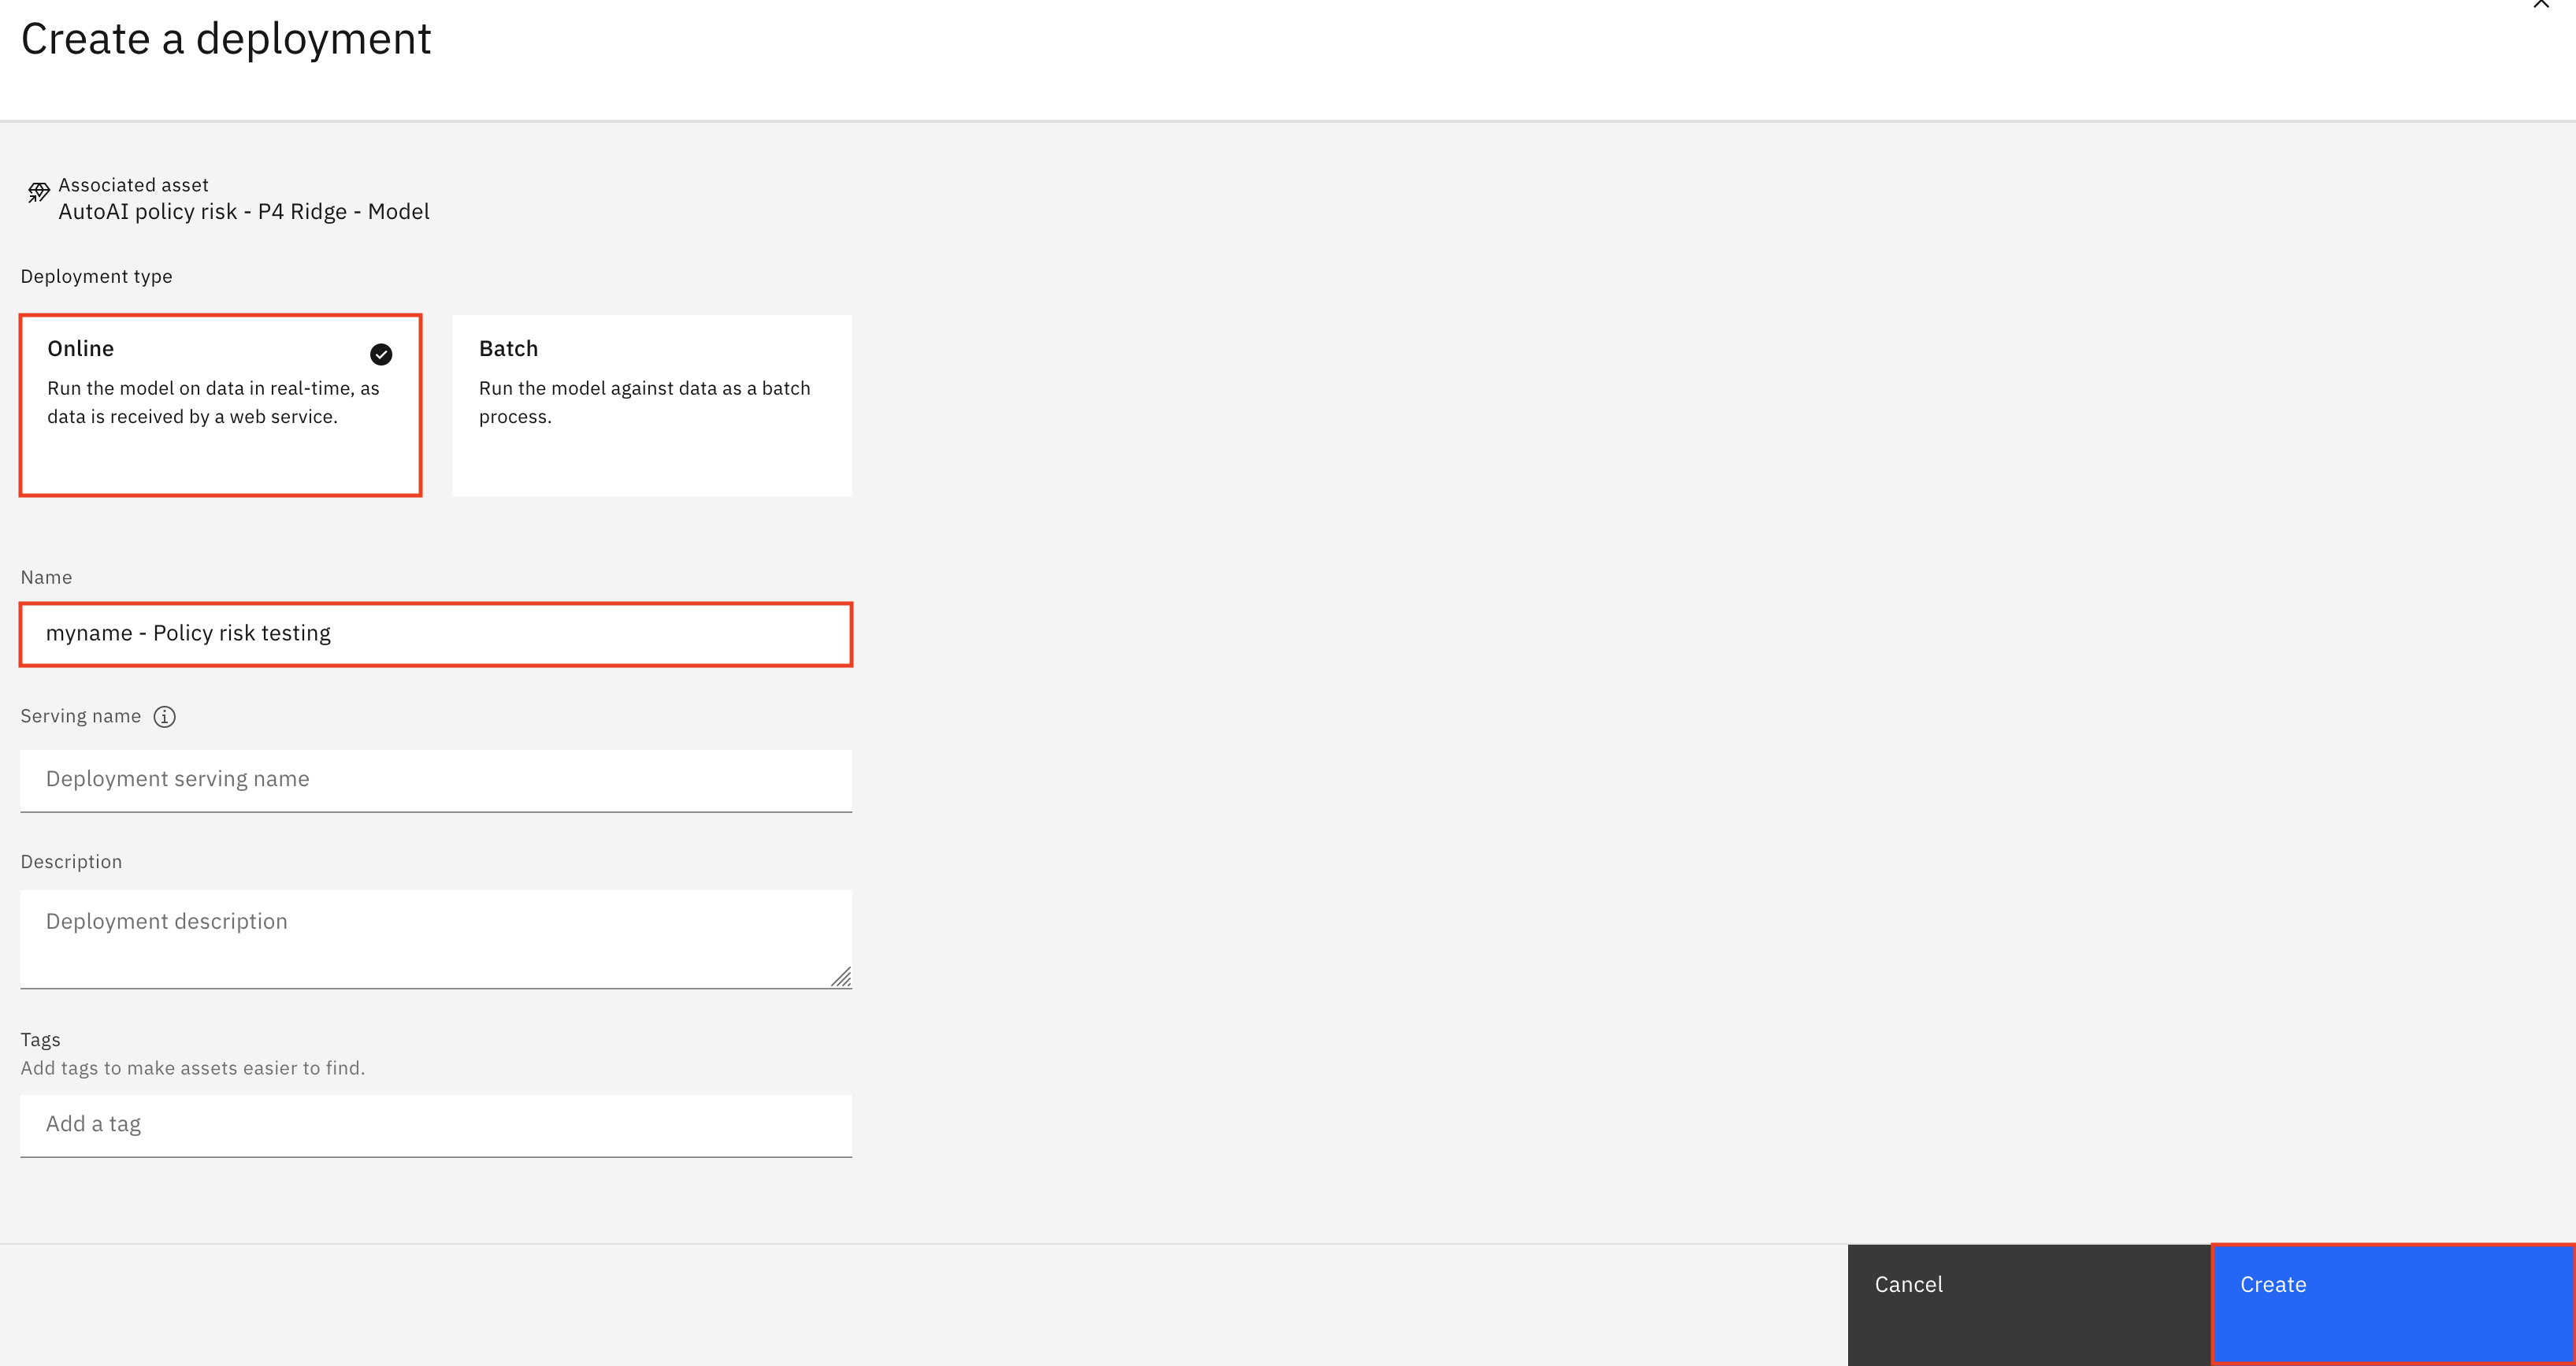 Create a deployment
Associated asset
AutoAI policy risk - P4 Ridge - Model
Deployment type
Online
Run the model on data in real-time, as
data is received by a web service.
Batch
Run the model against data as a batch
process.
Name
myname - Policy risk testing
Serving name
Deployment serving name
Description
Deployment description
Tags
Add tags to make assets easier to find.
Add a tag
Cancel
Create